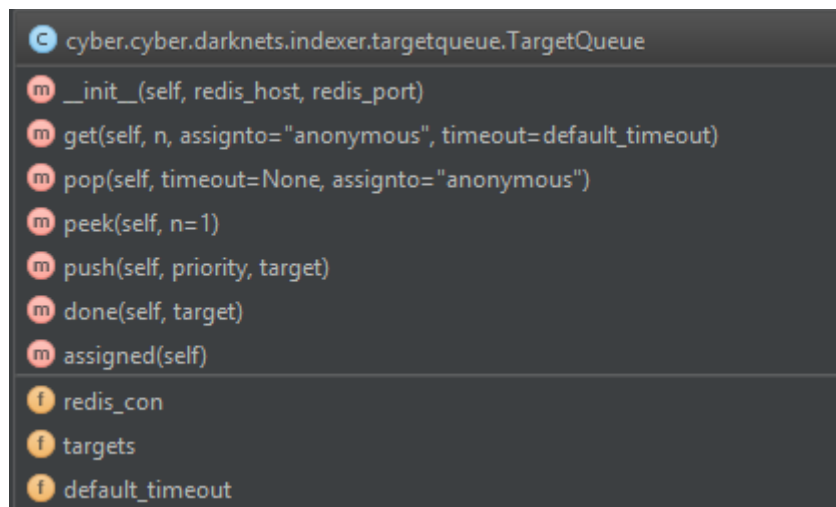 C cyber.cyber.darknets.indexer.targetqueue.TargetQueue
m __init__(self, redis_host, redis_port)
m get(self, n, assignto="anonymous", timeout=default_timeout)
m pop(self, timeout=None, assignto="anonymous")
m peek(self, n=1)
m push(self, priority, target)
m done(self, target)
m assigned(self)
f redis_con
f targets
f default_timeout